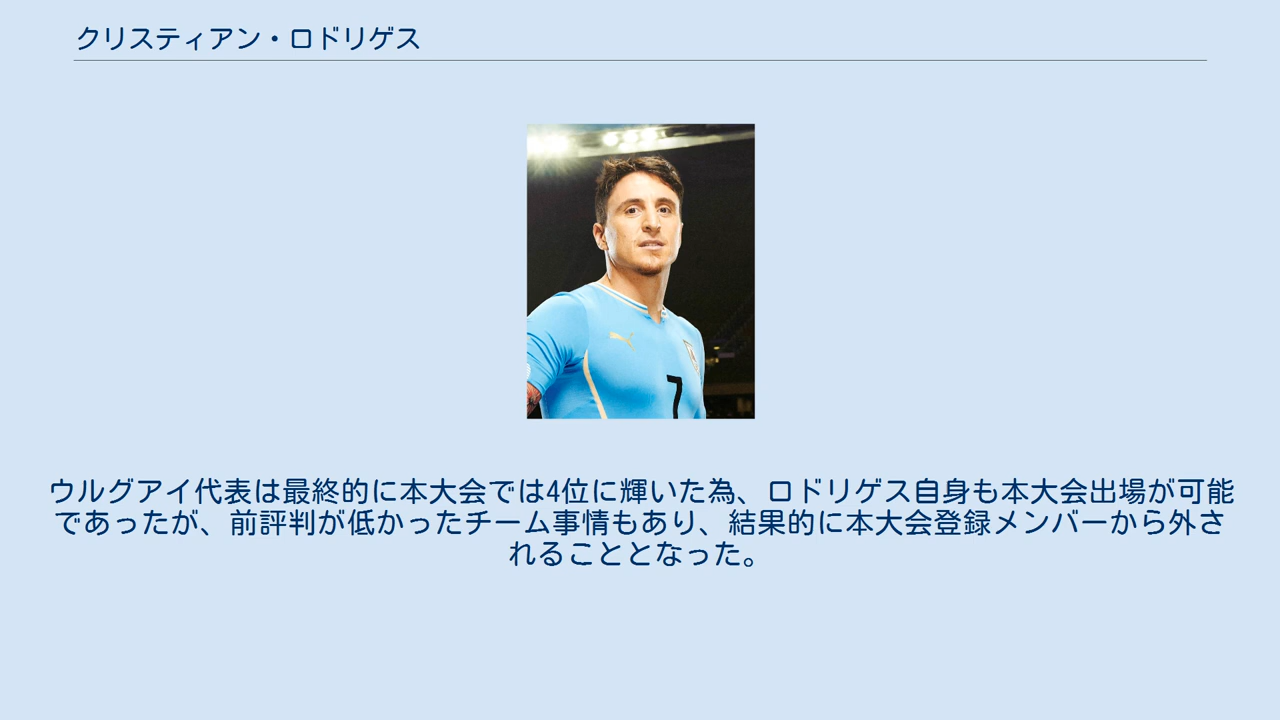 クリスティアン・ロドリゲス
7
ウルグアイ代表は最終的に本大会では4位に輝いた為、ロドリゲス自身も本大会出場が可能
であったが、前評判が低かったチーム事情もあり、結果的に本大会登録メンバーから外さ
れることとなった。